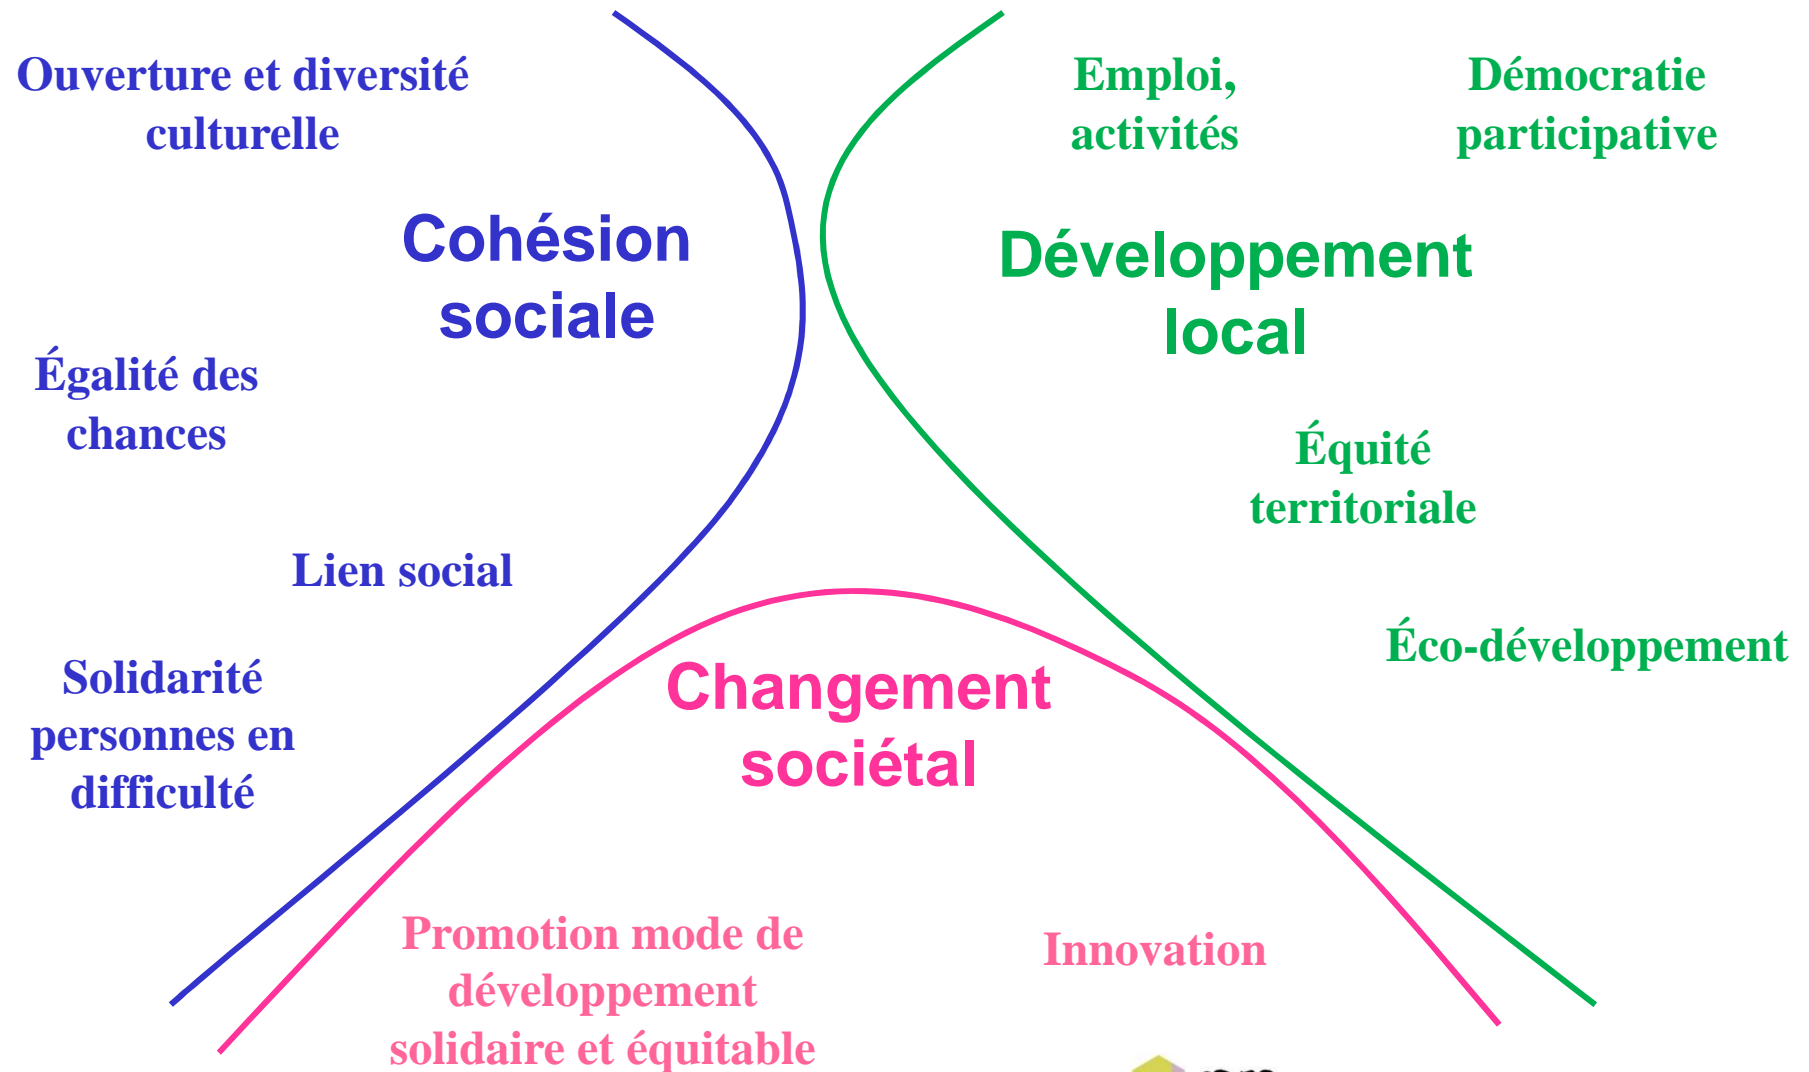 Ouverture et diversité
culturelle
Emploi,
activités
Démocratie
participative
Cohésion
sociale
Développement
local
Égalité des
chances
Équité
territoriale
Lien social
Éco-développement
Solidarité
personnes en
difficulté
Changement
sociétal
Promotion mode de
développement
solidaire et équitable
Innovation